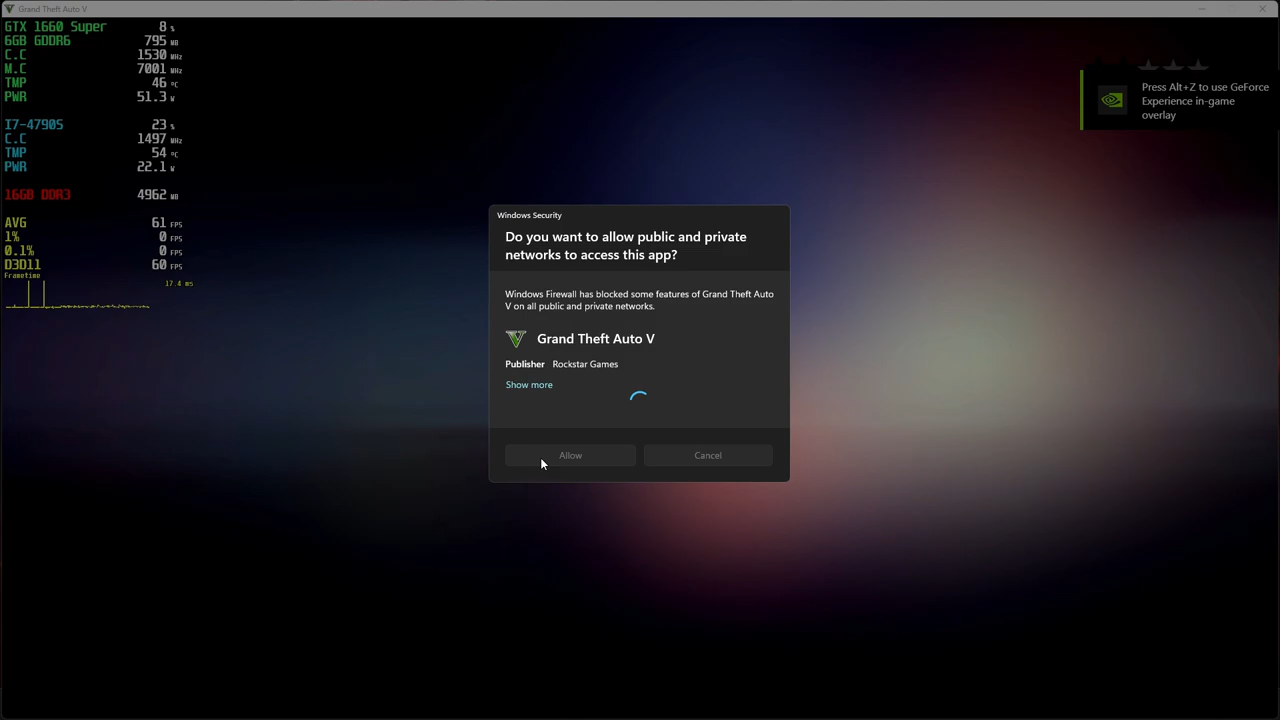 Grand Theft Auto V
GTX 1660 Super 8 %
6GB GDDR6 795 MB
C.C 1530 MHz
M.C 7001 MHz
TMP 46 °C
PWR 51.3 W
I7-4790S 23 %
C.C 1497 MHz
TMP 54 °C
PWR 22.1 W
16GB DDR3 4962 MB
AVG 61 FPS
1% 0 FPS
0.1% 0 FPS
D3D11 60 FPS
Frametime
17.4 ms
Press Alt+Z to use GeForce
Experience in-game
overlay
Windows Security
Do you want to allow public and private
networks to access this app?
Windows Firewall has blocked some features of Grand Theft Auto
V on all public and private networks.
Grand Theft Auto V
Publisher Rockstar Games
Show more
Allow Cancel